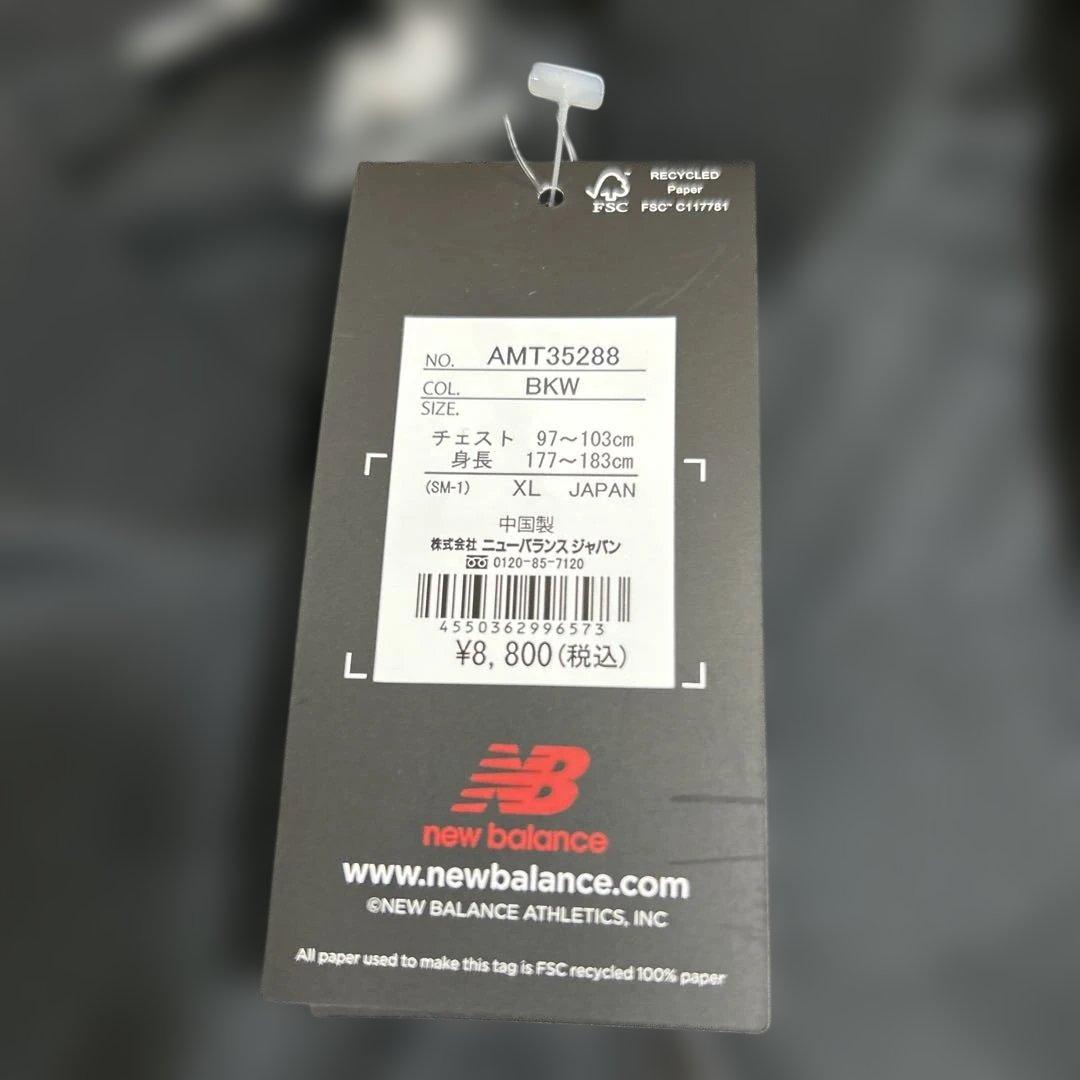 FSC
RECYCLED
Paper
FSC™ C117781
NO. AMT35288
COL. BKW
SIZE.
チェスト 97～103cm
身長 177～183cm
(SM-1) XL JAPAN
中国製
株式会社 ニューバランス ジャパン
0120-85-7120
4550362996573
¥8,800(税込)
NB
new balance
www.newbalance.com
©NEW BALANCE ATHLETICS, INC
All paper used to make this tag is FSC recycled 100% paper